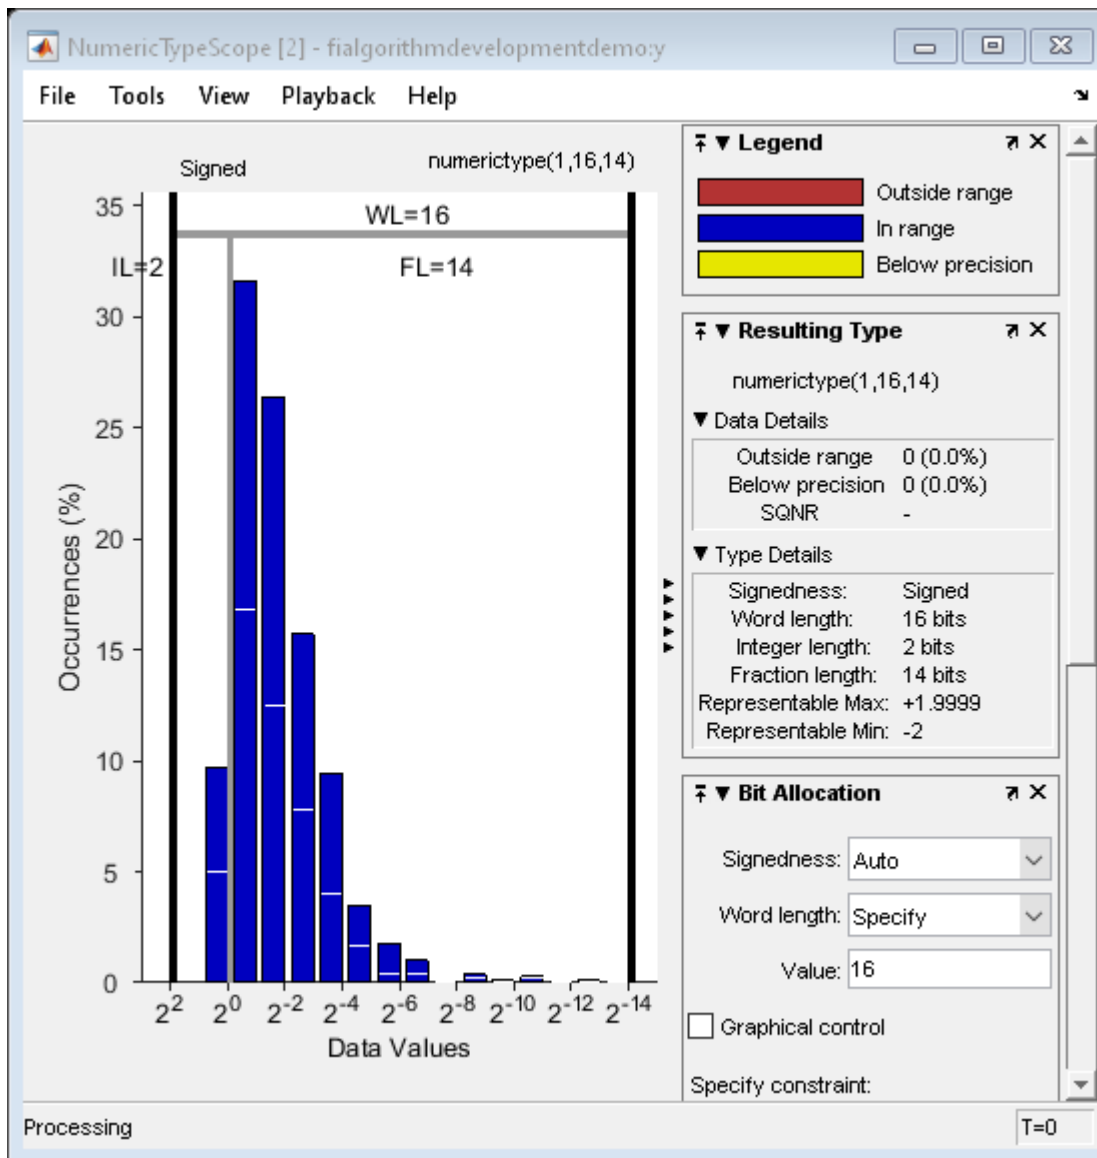 NumericTypeScope [2] - fialgorithmdevelopmentdemo:y
File Tools View Playback Help
Signed numerictype(1,16,14)
WL=16
IL=2 FL=14
35
30
25
20
15
10
5
0
Occurrences (%)
2^2 2^0 2^-2 2^-4 2^-6 2^-8 2^-10 2^-12 2^-14
Data Values
Legend
Outside range
In range
Below precision
Resulting Type
numerictype(1,16,14)
Data Details
Outside range 0 (0.0%)
Below precision 0 (0.0%)
SQNR -
Type Details
Signedness: Signed
Word length: 16 bits
Integer length: 2 bits
Fraction length: 14 bits
Representable Max: +1.9999
Representable Min: -2
Bit Allocation
Signedness: Auto
Word length: Specify
Value: 16
Graphical control
Specify constraint:
Processing T=0